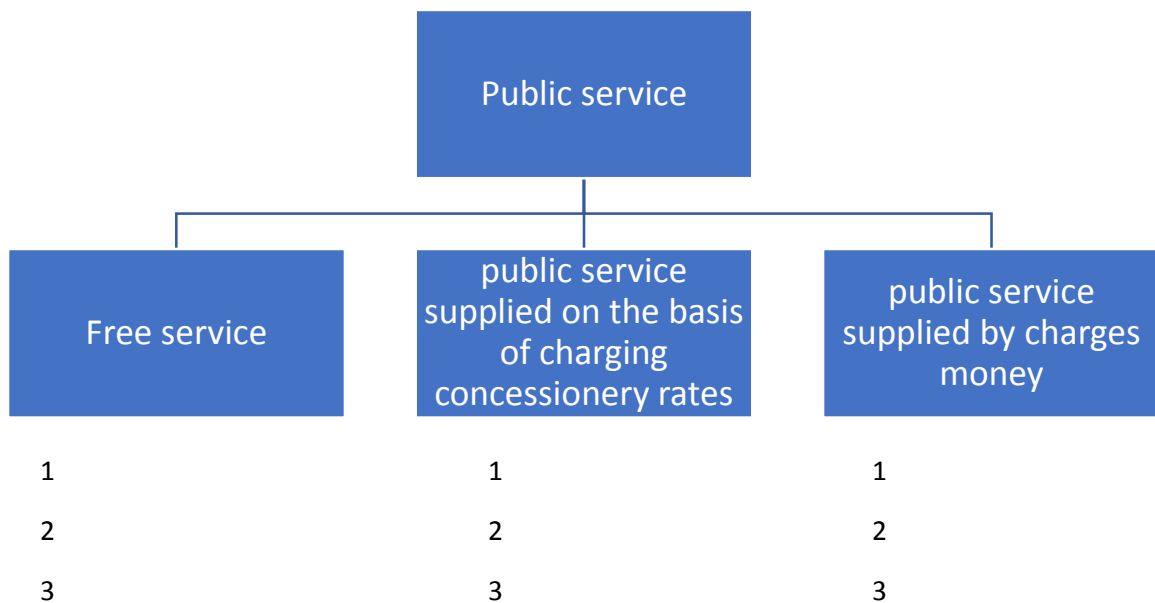 Public service
Free service
public service
supplied on the basis
of charging
concessionery rates
public service
supplied by charges
money
1 1 1
2 2 2
3 3 3